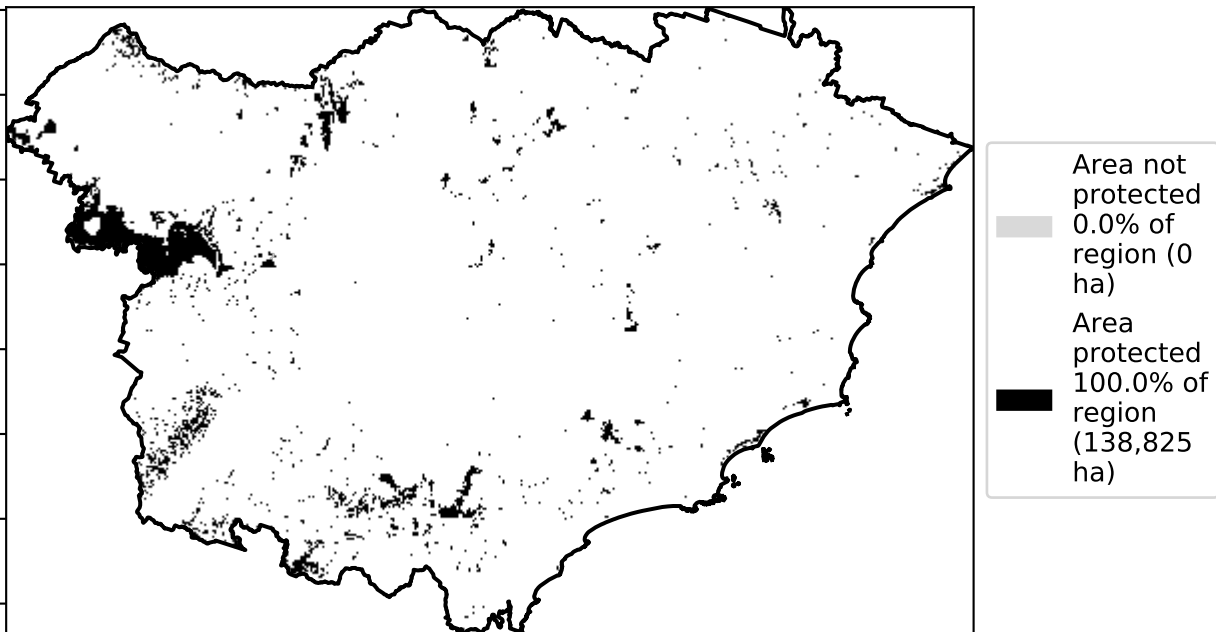 Area not
protected
0.0% of
region (0
ha)
Area
protected
100.0% of
region
(138,825
ha)